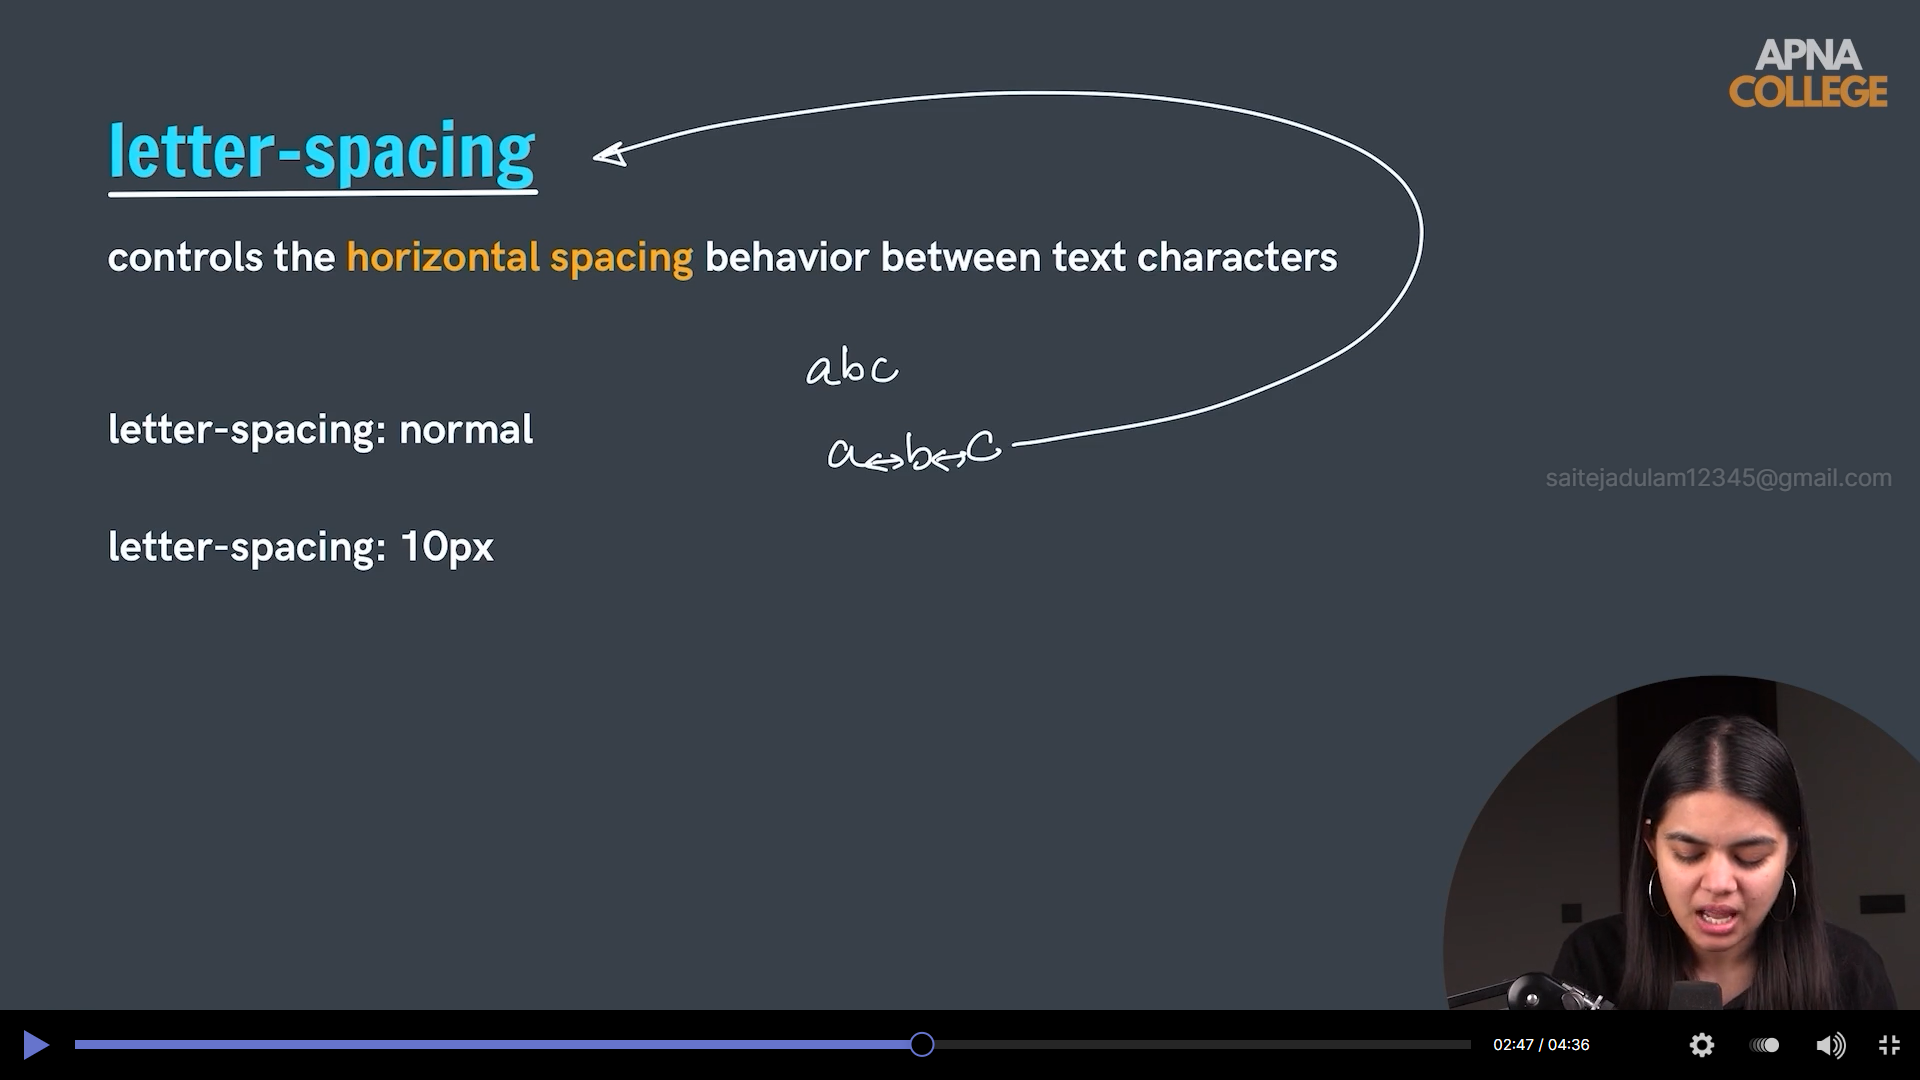 APNA
COLLEGE
letter-spacing
controls the horizontal spacing behavior between text characters
abc
letter-spacing: normal
a↔b↔c
saitejadulam12345@gmail.com
letter-spacing: 10px
02:47 / 04:36